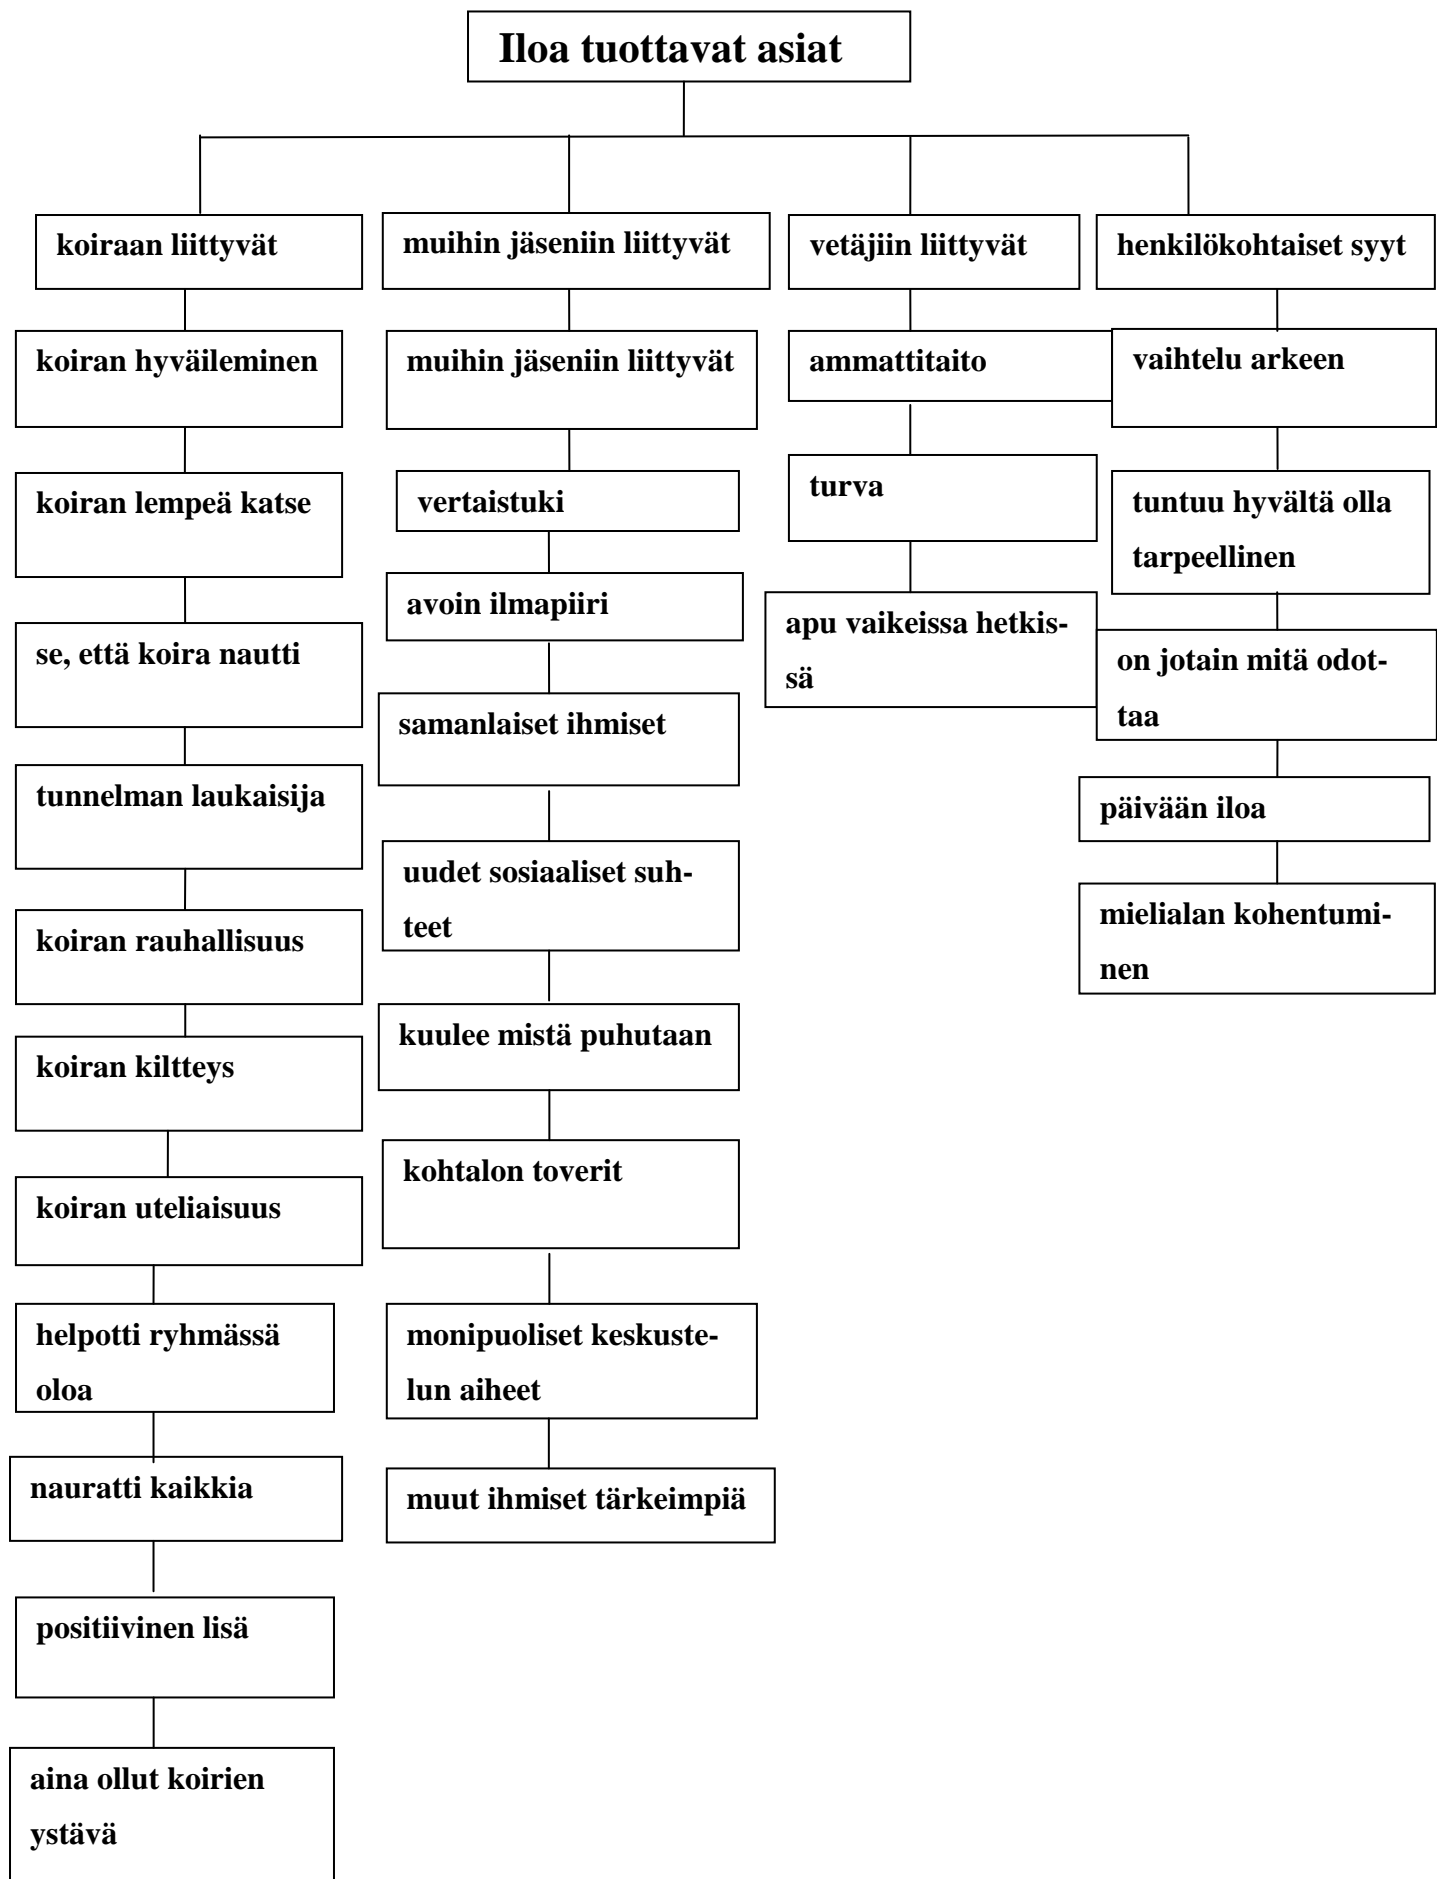 Iloa tuottavat asiat
koiraan liittyvät
muihin jäseniin liittyvät
vetäjiin liittyvät
henkilökohtaiset syyt
koiran hyväileminen
koiran lempeä katse
se, että koira nautti
tunnelman laukaisija
koiran rauhallisuus
koiran kiltteys
koiran uteliaisuus
helpotti ryhmässä
oloa
nauratti kaikkia
positiivinen lisä
aina ollut koirien
ystävä
muihin jäseniin liittyvät
vertaistuki
avoin ilmapiiri
samanlaiset ihmiset
uudet sosiaaliset suh-
teet
kuulee mistä puhutaan
kohtalon toverit
monipuoliset keskuste-
lun aiheet
muut ihmiset tärkeimpiä
ammattitaito
turva
apu vaikeissa hetkis-
sä
vaihtelu arkeen
tuntuu hyvältä olla
tarpeellinen
on jotain mitä odot-
taa
päivään iloa
mielialan kohentumi-
nen